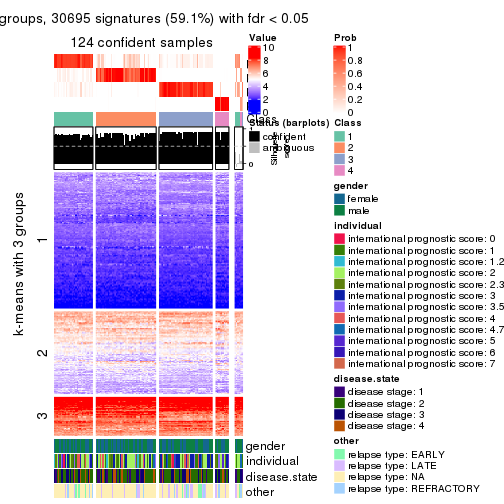 groups, 30695 signatures (59.1%) with fdr < 0.05
124 confident samples
k-means with 3 groups
1
2
3
Value
10
8
6
4
2
0
Prob
1
0.8
0.6
0.4
0.2
0
Class
Status (barplots)
confident
ambiguous
1
0
Silhouette
score
Class
1
2
3
4
gender
female
male
individual
international prognostic score: 0
international prognostic score: 1
international prognostic score: 1.2
international prognostic score: 2
international prognostic score: 2.3
international prognostic score: 3
international prognostic score: 3.5
international prognostic score: 4
international prognostic score: 4.7
international prognostic score: 5
international prognostic score: 6
international prognostic score: 7
disease.state
disease stage: 1
disease stage: 2
disease stage: 3
disease stage: 4
other
relapse type: EARLY
relapse type: LATE
relapse type: NA
relapse type: REFRACTORY
gender
individual
disease.state
other